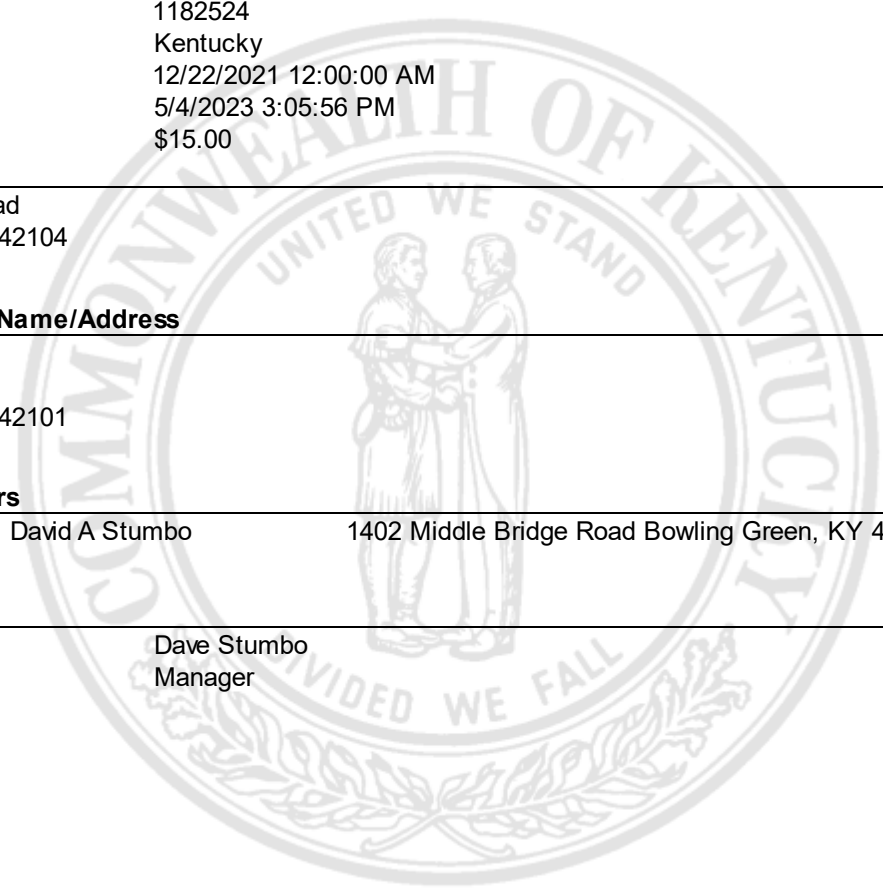 1182524
Kentucky
12/22/2021 12:00:00 AM
5/4/2023 3:05:56 PM
$15.00
ad
42104
Name/Address
42101
rs
David A Stumbo 1402 Middle Bridge Road Bowling Green, KY 4
Dave Stumbo
Manager
COMMONWEALTH OF KENTUCKY
UNITED WE STAND
DIVIDED WE FALL